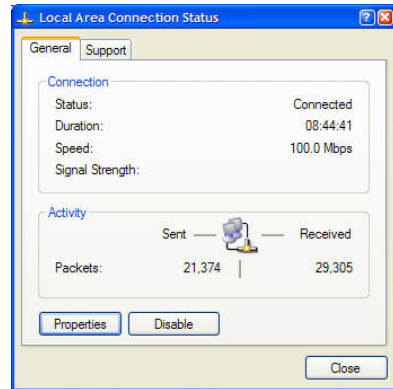 Local Area Connection Status
General Support
Connection
Status: Connected
Duration: 08:44:41
Speed: 100.0 Mbps
Signal Strength:
Activity
Sent Received
Packets: 21,374 29,305
Properties Disable
Close